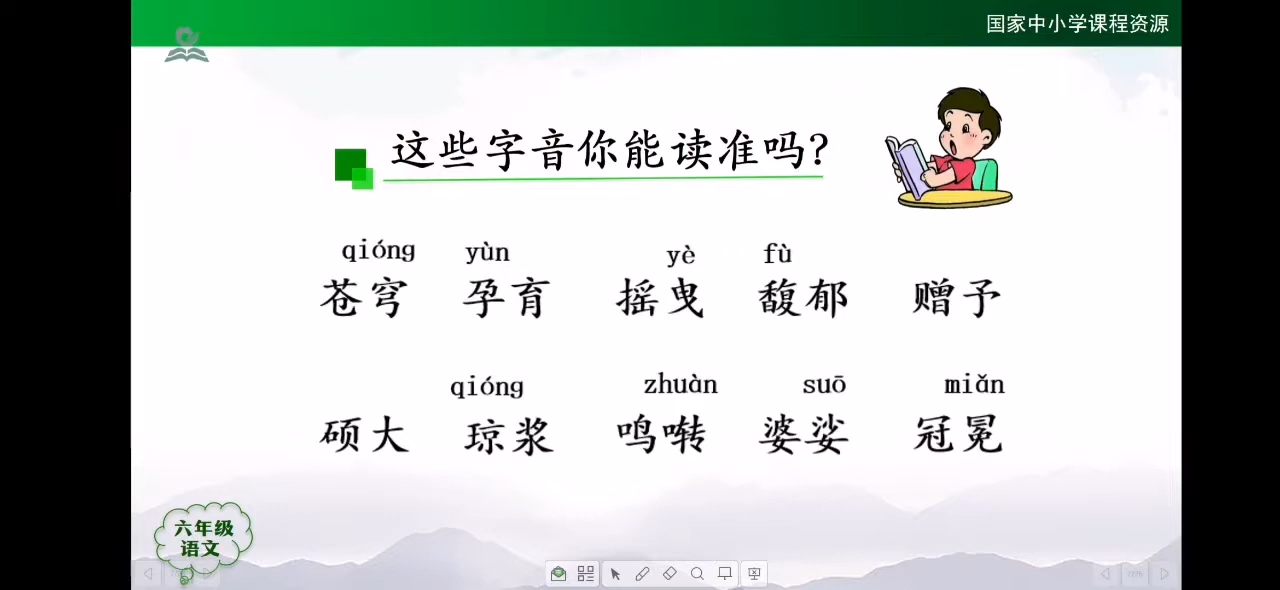 国家中小学课程资源
这些字音你能读准吗?
qióng yùn yè fù
苍穹 孕育 摇曳 馥郁 赠予
qióng zhuàn suō miǎn
硕大 琼浆 鸣啭 婆娑 冠冕
六年级
语文